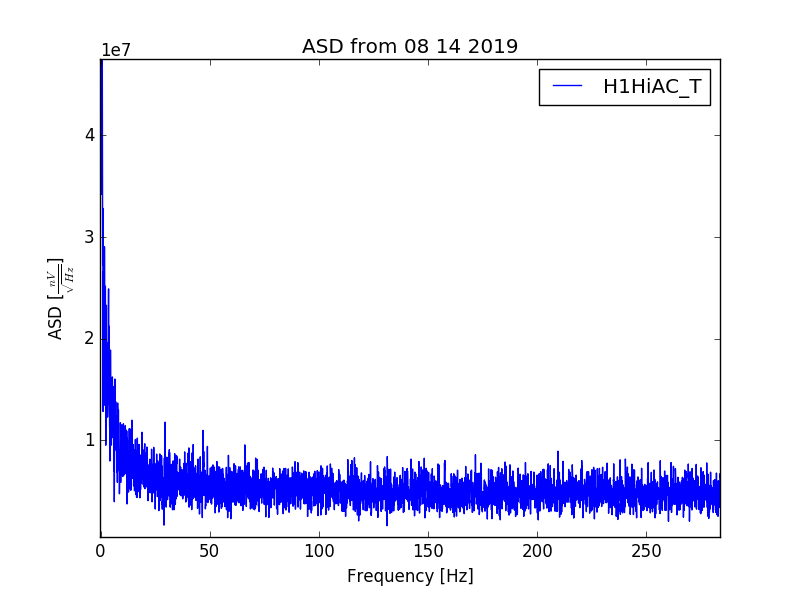 ASD from 08 14 2019
1e7
H1HiAC_T
4
3
2
1
ASD [nV/√Hz]
0 50 100 150 200 250
Frequency [Hz]